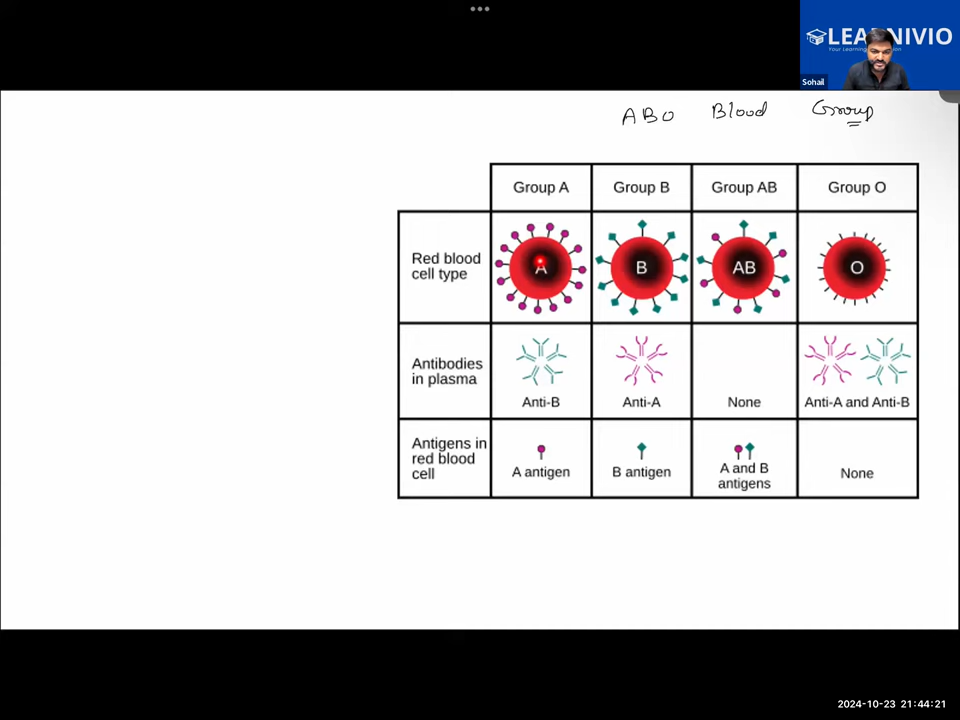 LEARNIVIO
Sohail
ABO Blood Group
Group A Group B Group AB Group O
Red blood
cell type
A B AB O
Antibodies
in plasma
Anti-B Anti-A None Anti-A and Anti-B
Antigens in
red blood
cell
A antigen B antigen A and B
antigens None
2024-10-23 21:44:21